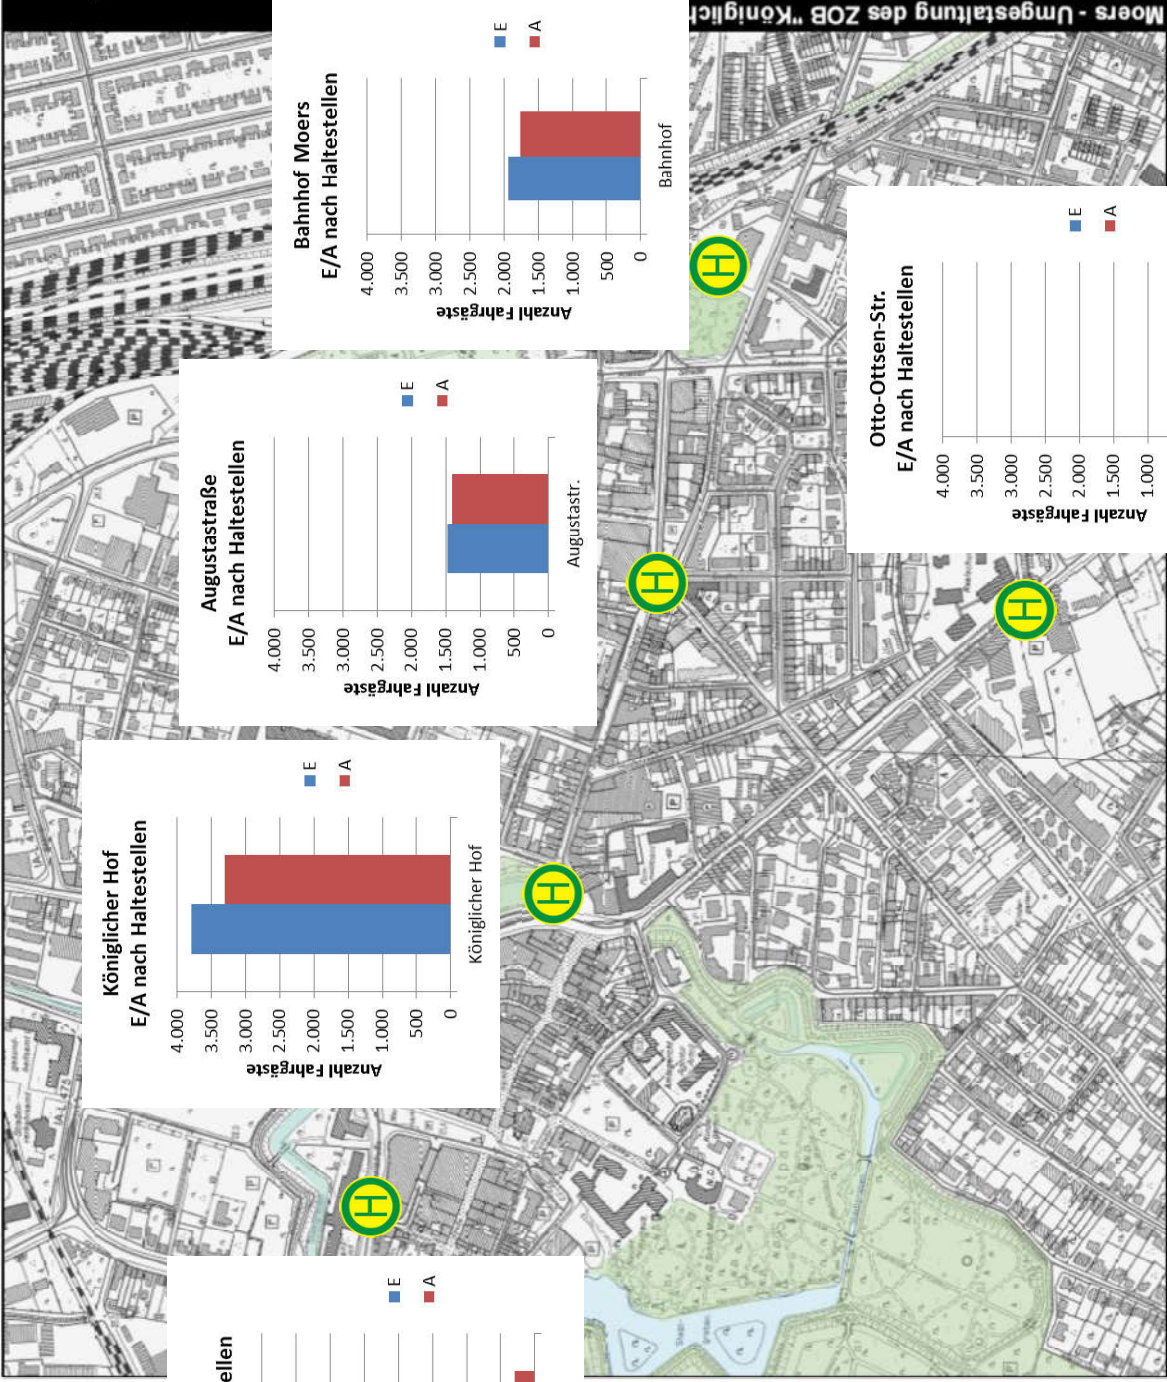 Moers - Umgestaltung des ZOB "Königlich
Bahnhof Moers
E/A nach Haltestellen
4.000
3.500
3.000
2.500
2.000
1.500
1.000
500
0
Anzahl Fahrgäste
Bahnhof
E
A
Augustastraße
E/A nach Haltestellen
4.000
3.500
3.000
2.500
2.000
1.500
1.000
500
0
Anzahl Fahrgäste
Augustastr.
E
A
Königlicher Hof
E/A nach Haltestellen
4.000
3.500
3.000
2.500
2.000
1.500
1.000
500
0
Anzahl Fahrgäste
Königlicher Hof
E
A
Otto-Ottsen-Str.
E/A nach Haltestellen
4.000
3.500
3.000
2.500
2.000
1.500
1.000
Anzahl Fahrgäste
E
A
ellen
E
A
H
H
H
H
H